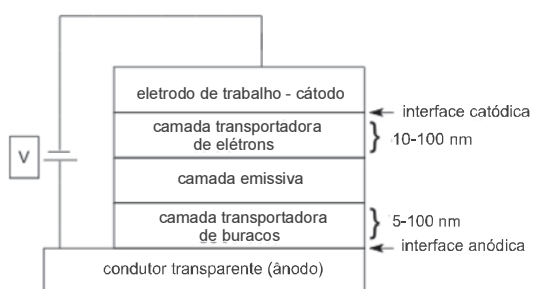 eletrodo de trabalho - cátodo
interface catódica
camada transportadora
de elétrons
10-100 nm
V
camada emissiva
camada transportadora
de buracos
5-100 nm
interface anódica
condutor transparente (ânodo)